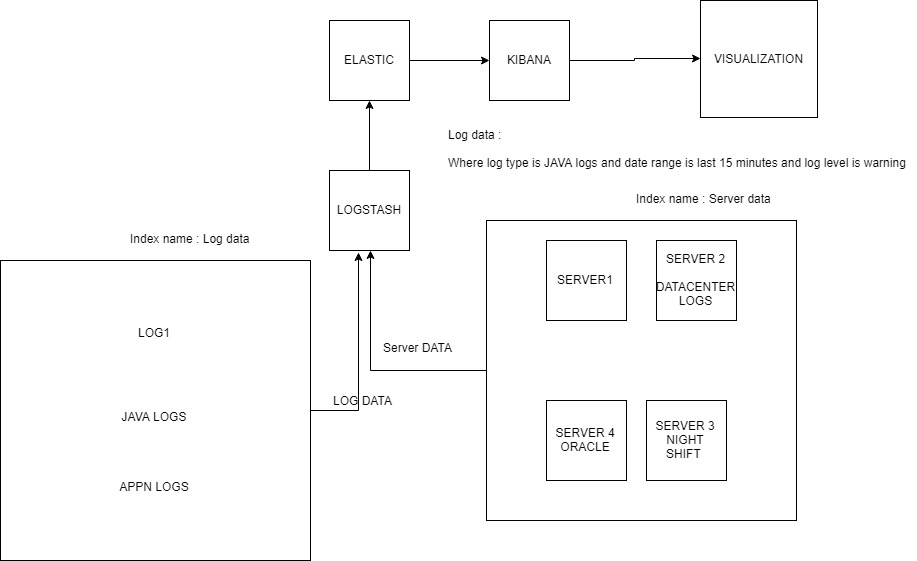 ELASTIC
KIBANA
VISUALIZATION
Log data :
Where log type is JAVA logs and date range is last 15 minutes and log level is warning
LOGSTASH
Index name : Server data
Index name : Log data
SERVER1
SERVER 2
DATACENTER
LOGS
LOG1
Server DATA
LOG DATA
JAVA LOGS
SERVER 4
ORACLE
SERVER 3
NIGHT
SHIFT
APPN LOGS